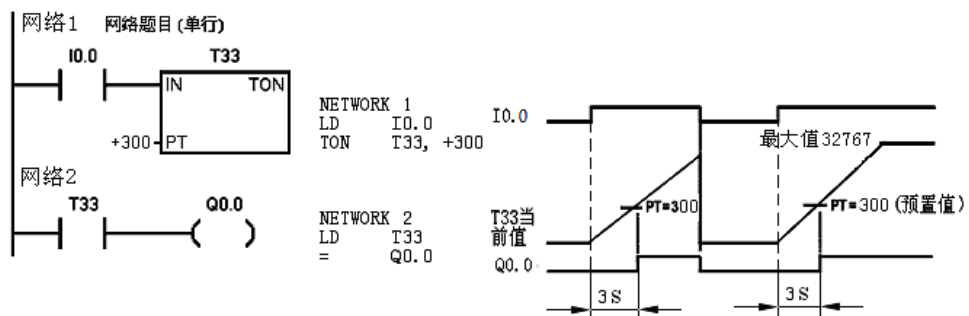 网络1 网络题目(单行)
I0.0 T33
IN TON
+300 PT
网络2
T33 Q0.0
NETWORK 1
LD I0.0
TON T33, +300
NETWORK 2
LD T33
= Q0.0
I0.0
最大值32767
PT=300
PT=300 (预置值)
T33当
前值
Q0.0
3S
3S